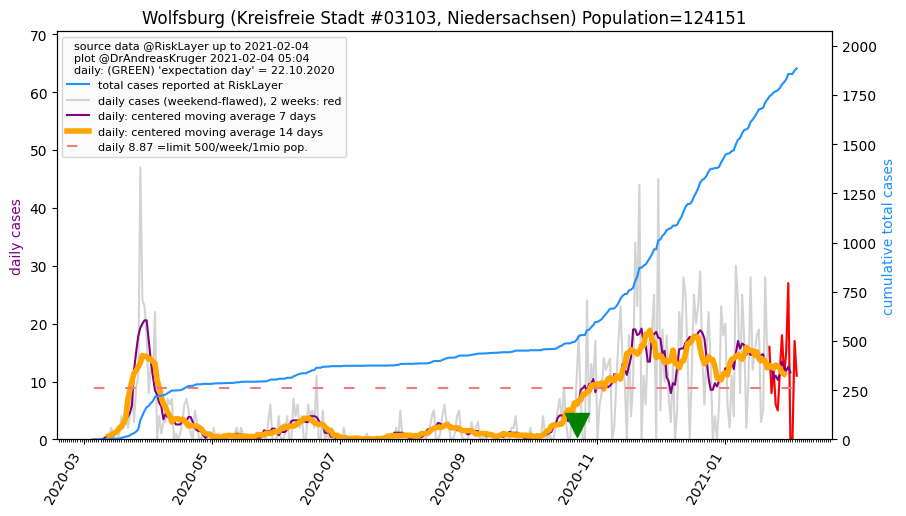 Wolfsburg (Kreisfreie Stadt #03103, Niedersachsen) Population=124151
source data @RiskLayer up to 2021-02-04
plot @DrAndreasKruger 2021-02-04 05:04
daily: (GREEN) 'expectation day' = 22.10.2020
total cases reported at RiskLayer
daily cases (weekend-flawed), 2 weeks: red
daily: centered moving average 7 days
daily: centered moving average 14 days
daily 8.87 =limit 500/week/1mio pop.
daily cases
70
60
50
40
30
20
10
0
cumulative total cases
2000
1750
1500
1250
1000
750
500
250
0
2020-03
2020-05
2020-07
2020-09
2020-11
2021-01